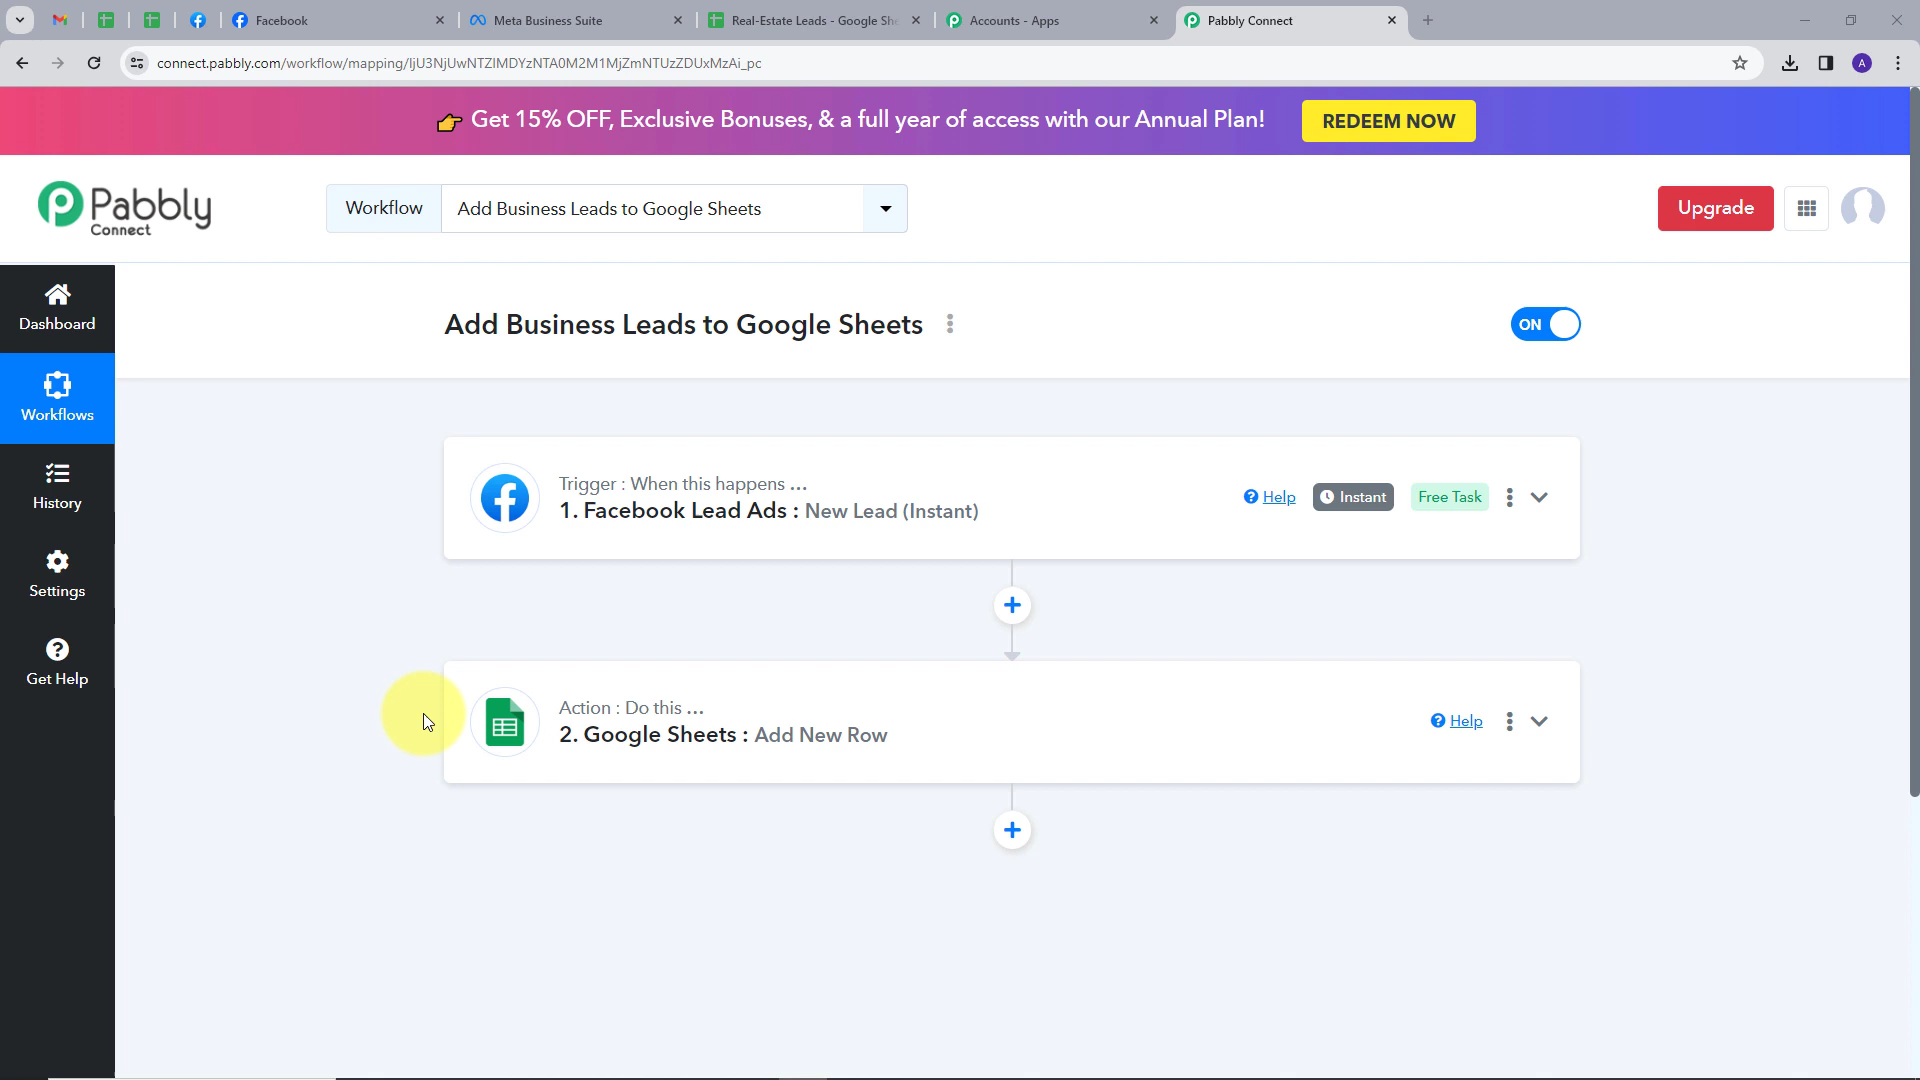 Facebook
Meta Business Suite
Real-Estate Leads - Google She
Accounts - Apps
Pabbly Connect
connect.pabbly.com/workflow/mapping/IjU3NjUwNTZlMDYzNTA0M2M1MjZmNTUzZDUxMzAi_pc
A
👉 Get 15% OFF, Exclusive Bonuses, & a full year of access with our Annual Plan!
REDEEM NOW
Pabbly
Connect
Workflow
Add Business Leads to Google Sheets
Upgrade
Dashboard
Workflows
History
Settings
Get Help
Add Business Leads to Google Sheets
ON
Trigger : When this happens ...
1. Facebook Lead Ads : New Lead (Instant)
Help
Instant
Free Task
Action : Do this ...
2. Google Sheets : Add New Row
Help